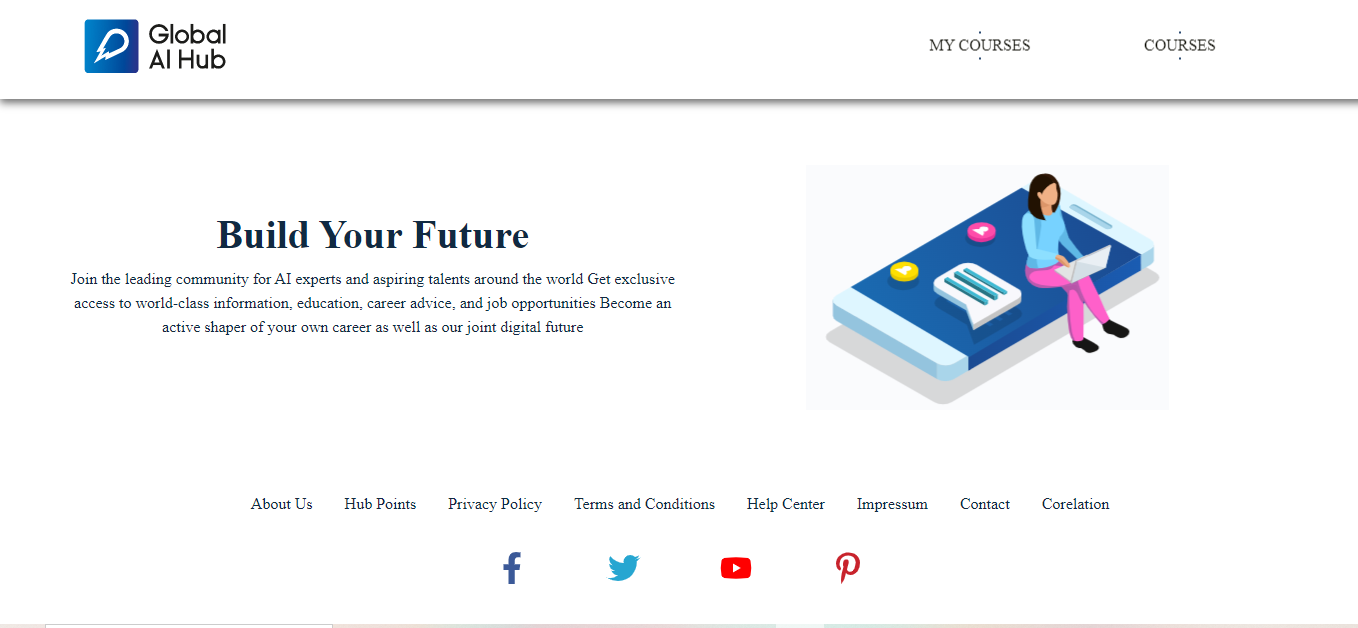 Global
AI Hub
MY COURSES
COURSES
Build Your Future
Join the leading community for AI experts and aspiring talents around the world Get exclusive
access to world-class information, education, career advice, and job opportunities Become an
active shaper of your own career as well as our joint digital future
About Us
Hub Points
Privacy Policy
Terms and Conditions
Help Center
Impressum
Contact
Corelation